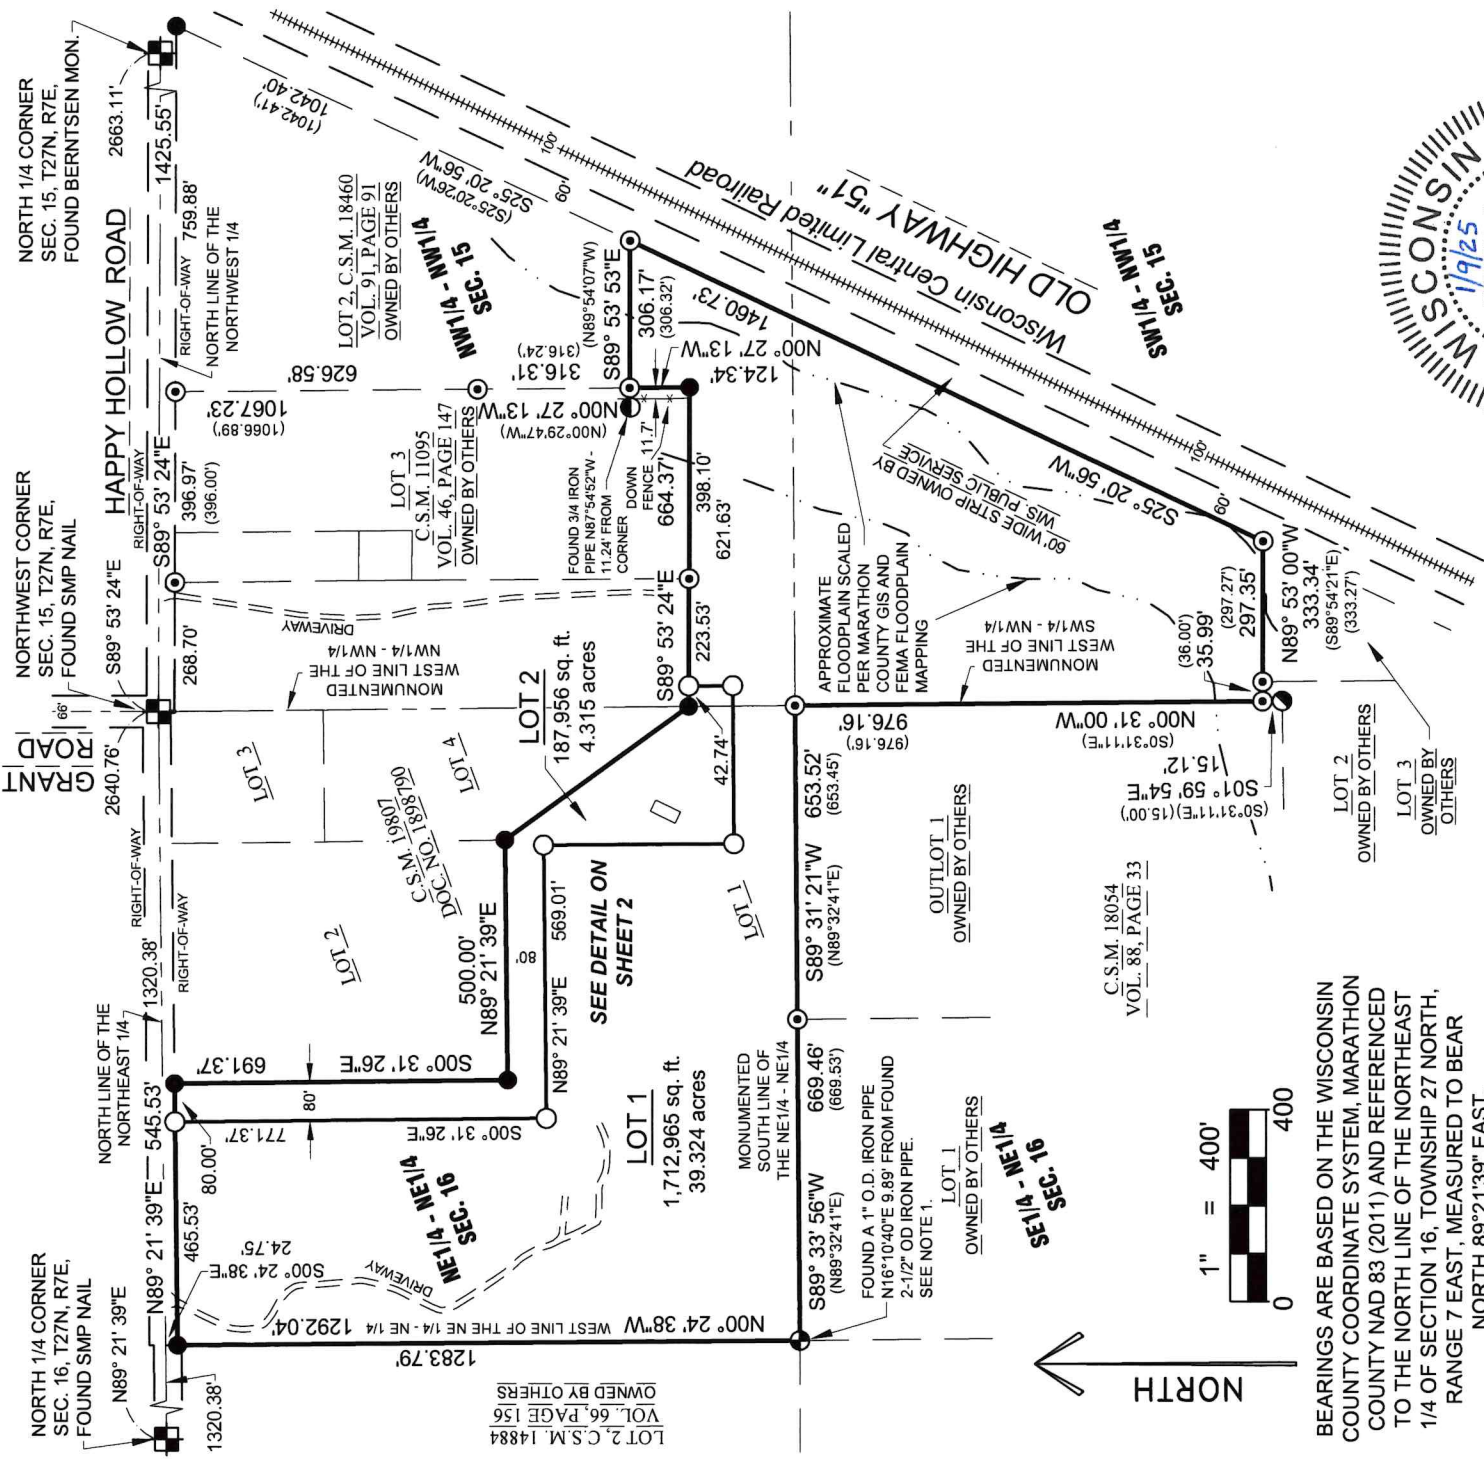 NORTH 1/4 CORNER
SEC. 16, T27N, R7E,
FOUND SMP NAIL
N89° 21' 39"E
1320.38'
NORTH LINE OF THE
NORTHEAST 1/4
N89° 21' 39"E
545.53'
1320.38'
465.53'
80.00'
S00° 24' 38"E
24.75'
RIGHT-OF-WAY
RIGHT-OF-WAY
GRANT
ROAD
66'
2640.76'
NORTHWEST CORNER
SEC. 15, T27N, R7E,
FOUND SMP NAIL
S89° 53' 24"E
268.70'
HAPPY HOLLOW ROAD
RIGHT-OF-WAY
S89° 53' 24"E
396.97'
(396.00')
NORTH 1/4 CORNER
SEC. 15, T27N, R7E,
FOUND BERNTSEN MON.
2663.11'
1425.55'
RIGHT-OF-WAY
759.88'
NORTH LINE OF THE
NORTHWEST 1/4
(1042.41')
1042.40'
(S25°20'26W)
S25° 20' 56"W
60'
100'
LOT 2, C.S.M. 18460
VOL. 91, PAGE 91
OWNED BY OTHERS
NW1/4 - NW1/4
SEC. 15
626.58'
1067.23'
(1066.89')
316.31'
(316.24')
N00° 27' 13"W
(N00°29'47"W)
LOT 3
C.S.M. 11095
VOL. 46, PAGE 147
OWNED BY OTHERS
DRIVEWAY
MONUMENTED
WEST LINE OF THE
NW1/4 - NW1/4
LOT 3
LOT 4
C.S.M. 19807
DOC. NO. 1898790
LOT 2
691.37'
S00° 31' 26"E
80'
771.37'
S00° 31' 26"E
500.00'
N89° 21' 39"E
80'
N89° 21' 39"E
569.01'
SEE DETAIL ON
SHEET 2
LOT 2
187,956 sq. ft.
4.315 acres
42.74'
LOT 1
S89° 53' 24"E
223.53'
664.37'
398.10'
621.63'
FOUND 3/4 IRON
PIPE N87°54'52"W -
11.24' FROM
CORNER
DOWN
FENCE
11.7'
(N89°54'07"W)
S89° 53' 53"E
306.17'
(306.32')
N00° 27' 13"W
124.34'
1460.73'
Wisconsin Central Limited Railroad
OLD HIGHWAY "51"
SW1/4 - NW1/4
SEC. 15
60' WIDE STRIP OWNED BY
WIS. PUBLIC SERVICE
S25° 20' 56"W
60'
100'
APPROXIMATE
FLOODPLAIN SCALED
PER MARATHON
COUNTY GIS AND
FEMA FLOODPLAIN
MAPPING
MONUMENTED
WEST LINE OF THE
SW1/4 - NW1/4
976.16'
(976.16')
N00° 31' 00"W
(S0°31'11"E)
(36.00')
35.99'
(297.27')
297.35'
N89° 53' 00"W
333.34'
(S89°54'21"E)
(333.27')
15.12'
S01° 59' 54"E
(S0°31'11"E) (15.00')
LOT 2
OWNED BY OTHERS
LOT 3
OWNED BY
OTHERS
653.52'
(653.45')
S89° 31' 21"W
(N89°32'41"E)
OUTLOT 1
OWNED BY OTHERS
C.S.M. 18054
VOL. 88, PAGE 33
669.46'
(669.53')
S89° 33' 56"W
(N89°32'41"E)
MONUMENTED
SOUTH LINE OF
THE NE1/4 - NE1/4
LOT 1
1,712,965 sq. ft.
39.324 acres
NE1/4 - NE1/4
SEC. 16
DRIVEWAY
N00° 24' 38"W
WEST LINE OF THE NE 1/4 - NE 1/4
1292.04'
1283.79'
LOT 2, C.S.M. 14884
VOL. 66, PAGE 156
OWNED BY OTHERS
FOUND A 1" O.D. IRON PIPE
N16°10'40"E 9.89' FROM FOUND
2-1/2" OD IRON PIPE.
SEE NOTE 1.
LOT 1
OWNED BY OTHERS
SE1/4 - NE1/4
SEC. 16
NORTH
1" = 400'
0
400
BEARINGS ARE BASED ON THE WISCONSIN
COUNTY COORDINATE SYSTEM, MARATHON
COUNTY NAD 83 (2011) AND REFERENCED
TO THE NORTH LINE OF THE NORTHEAST
1/4 OF SECTION 16, TOWNSHIP 27 NORTH,
RANGE 7 EAST, MEASURED TO BEAR
NORTH 89°21'39" EAST
WISCONSIN
1/9/25